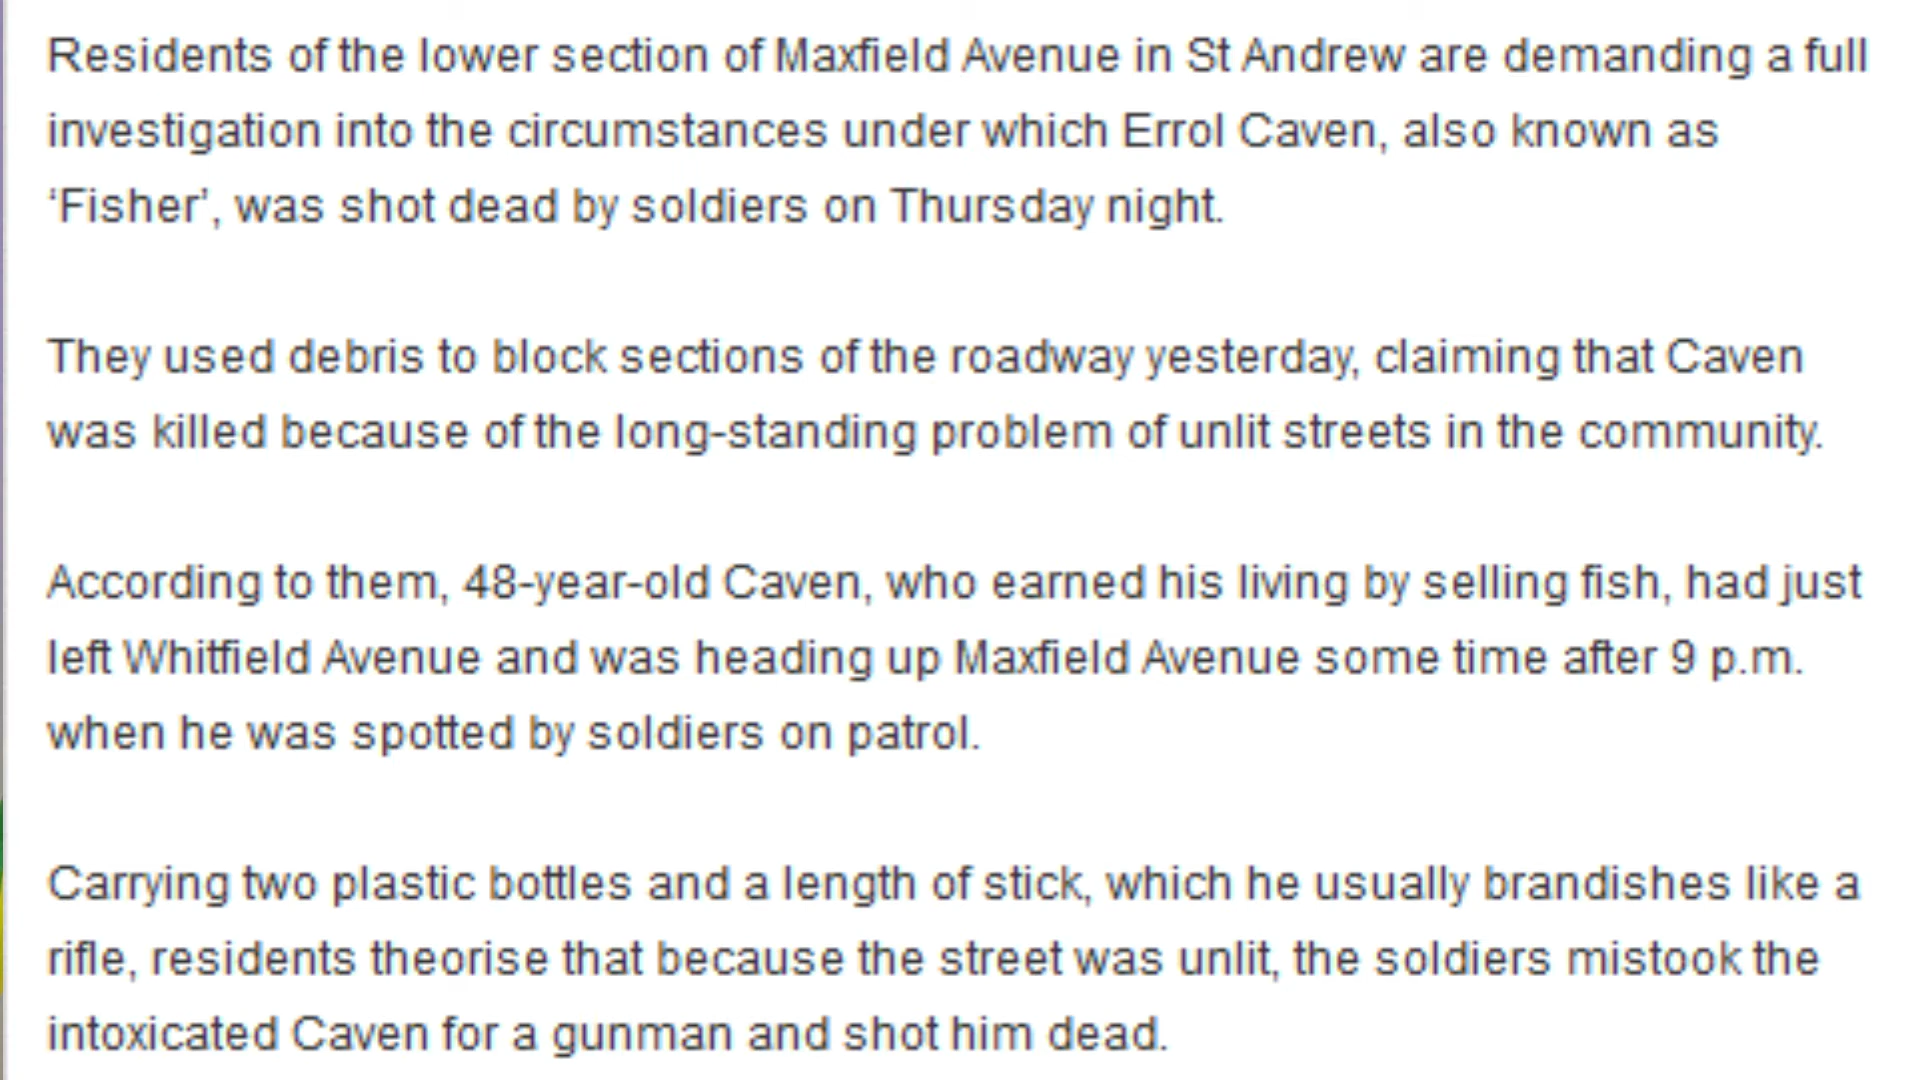 Residents of the lower section of Maxfield Avenue in St Andrew are demanding a full
investigation into the circumstances under which Errol Caven, also known as
‘Fisher’, was shot dead by soldiers on Thursday night.
They used debris to block sections of the roadway yesterday, claiming that Caven
was killed because of the long-standing problem of unlit streets in the community.
According to them, 48-year-old Caven, who earned his living by selling fish, had just
left Whitfield Avenue and was heading up Maxfield Avenue some time after 9 p.m.
when he was spotted by soldiers on patrol.
Carrying two plastic bottles and a length of stick, which he usually brandishes like a
rifle, residents theorise that because the street was unlit, the soldiers mistook the
intoxicated Caven for a gunman and shot him dead.